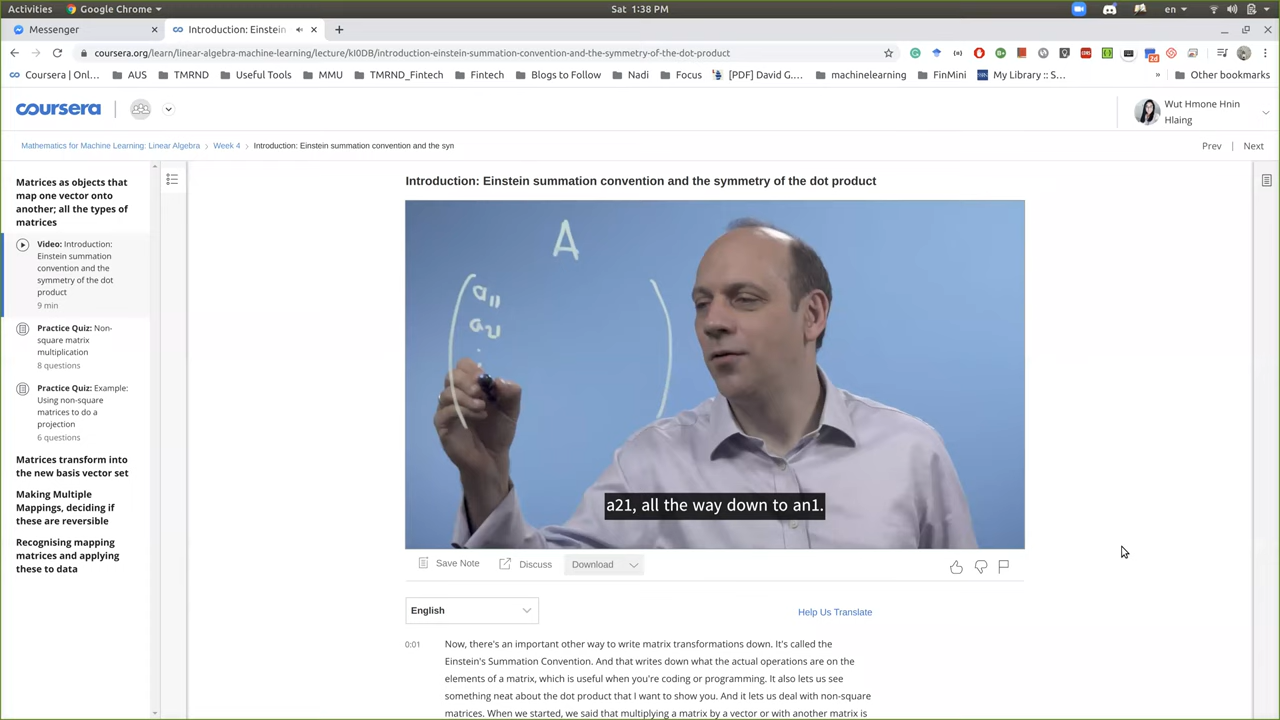 Activities
Google Chrome
Sat 1:38 PM
en
Messenger
Introduction: Einstein
coursera.org/learn/linear-algebra-machine-learning/lecture/kI0DB/introduction-einstein-summation-convention-and-the-symmetry-of-the-dot-product
Coursera | Onl…
AUS
TMRND
Useful Tools
MMU
TMRND_Fintech
Fintech
Blogs to Follow
Nadi
Focus
[PDF] David G.…
machinelearning
FinMini
My Library :: S…
»
Other bookmarks
coursera
Wut Hmone Hnin
Hlaing
Mathematics for Machine Learning: Linear Algebra > Week 4 > Introduction: Einstein summation convention and the syn
Prev | Next
Matrices as objects that
map one vector onto
another; all the types of
matrices
Video: Introduction:
Einstein summation
convention and the
symmetry of the dot
product
9 min
Practice Quiz: Non-
square matrix
multiplication
8 questions
Practice Quiz: Example:
Using non-square
matrices to do a
projection
6 questions
Matrices transform into
the new basis vector set
Making Multiple
Mappings, deciding if
these are reversible
Recognising mapping
matrices and applying
these to data
Introduction: Einstein summation convention and the symmetry of the dot product
A
a11
a21
a21, all the way down to an1.
Save Note
Discuss
Download
English
Help Us Translate
0:01
Now, there's an important other way to write matrix transformations down. It's called the
Einstein's Summation Convention. And that writes down what the actual operations are on the
elements of a matrix, which is useful when you're coding or programming. It also lets us see
something neat about the dot product that I want to show you. And it lets us deal with non-square
matrices. When we started, we said that multiplying a matrix by a vector or with another matrix is